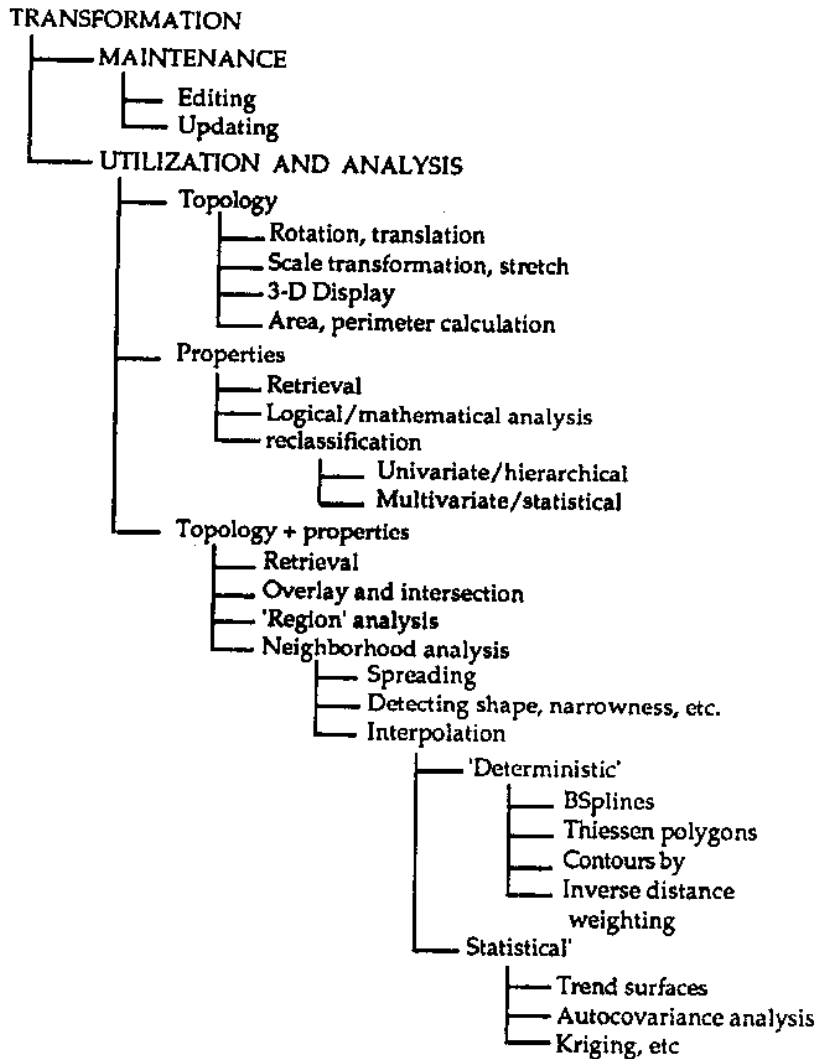 TRANSFORMATION
MAINTENANCE
Editing
Updating
UTILIZATION AND ANALYSIS
Topology
Rotation, translation
Scale transformation, stretch
3-D Display
Area, perimeter calculation
Properties
Retrieval
Logical/mathematical analysis
reclassification
Univariate/hierarchical
Multivariate/statistical
Topology + properties
Retrieval
Overlay and intersection
'Region' analysis
Neighborhood analysis
Spreading
Detecting shape, narrowness, etc.
Interpolation
'Deterministic'
BSplines
Thiessen polygons
Contours by
Inverse distance
weighting
Statistical'
Trend surfaces
Autocovariance analysis
Kriging, etc